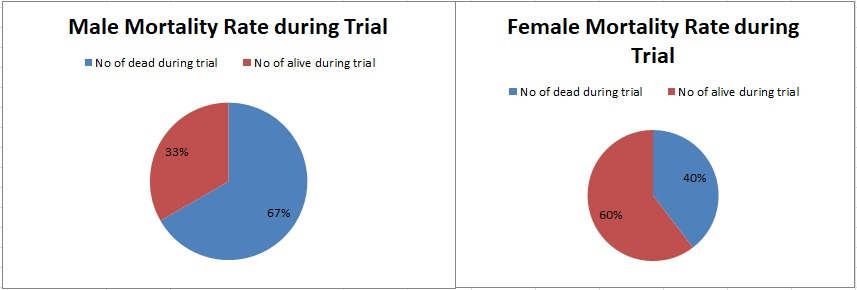 Male Mortality Rate during Trial
No of dead during trial No of alive during trial
33%
67%
Female Mortality Rate during
Trial
No of dead during trial No of alive during trial
40%
60%